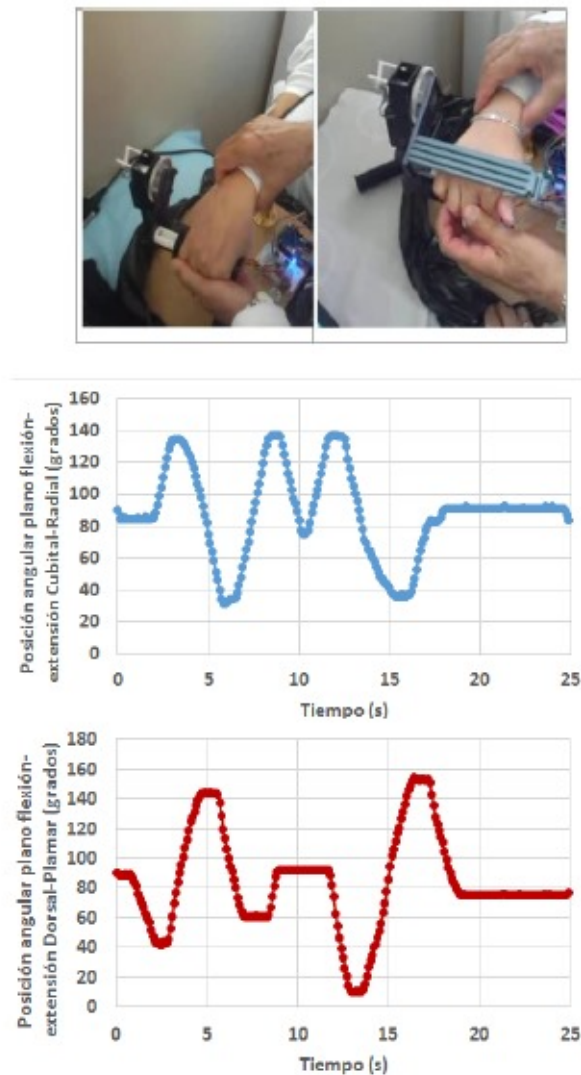 Posición angular plano flexión-
extensión Cubital-Radial (grados)
160
140
120
100
80
60
40
20
0
0 5 10 15 20 25
Tiempo (s)
Posición angular plano flexión-
extensión Dorsal-Plamar (grados)
180
160
140
120
100
80
60
40
20
0
0 5 10 15 20 25
Tiempo (s)